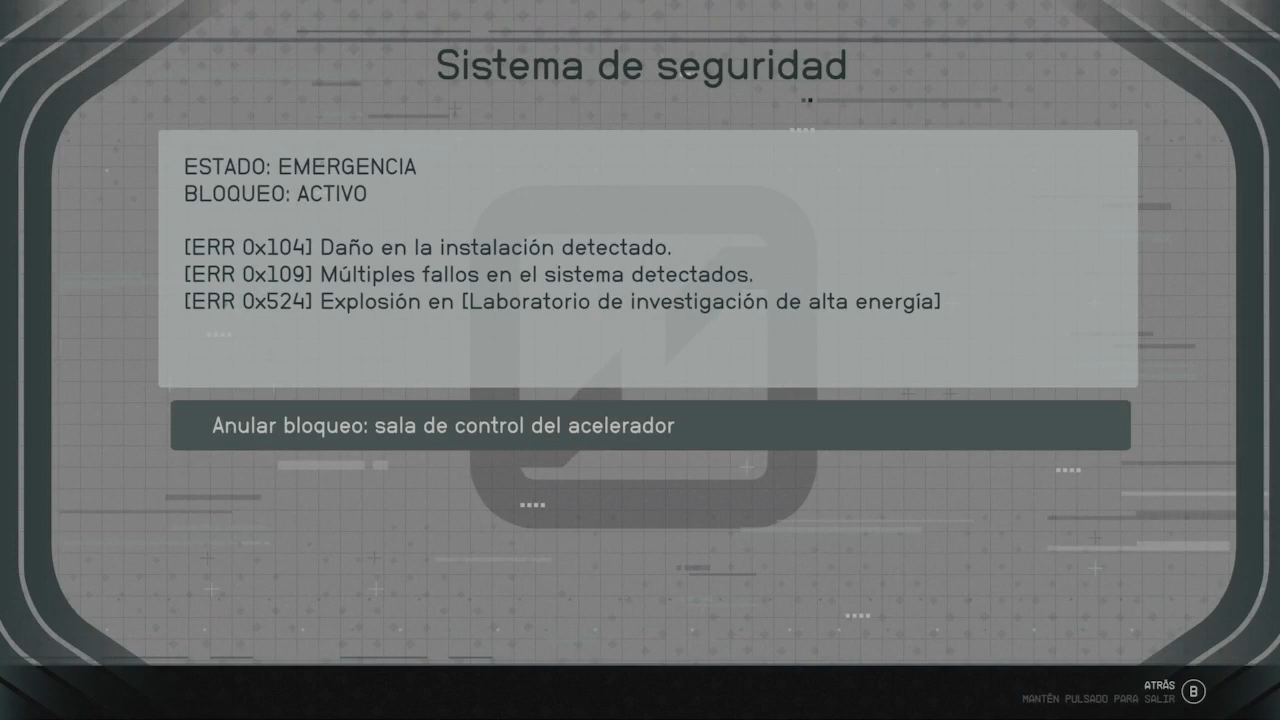 Sistema de seguridad
ESTADO: EMERGENCIA
BLOQUEO: ACTIVO
[ERR 0x104] Daño en la instalación detectado.
[ERR 0x109] Múltiples fallos en el sistema detectados.
[ERR 0x524] Explosión en [Laboratorio de investigación de alta energía]
Anular bloqueo: sala de control del acelerador
ATRÁS
B
MANTÉN PULSADO PARA SALIR